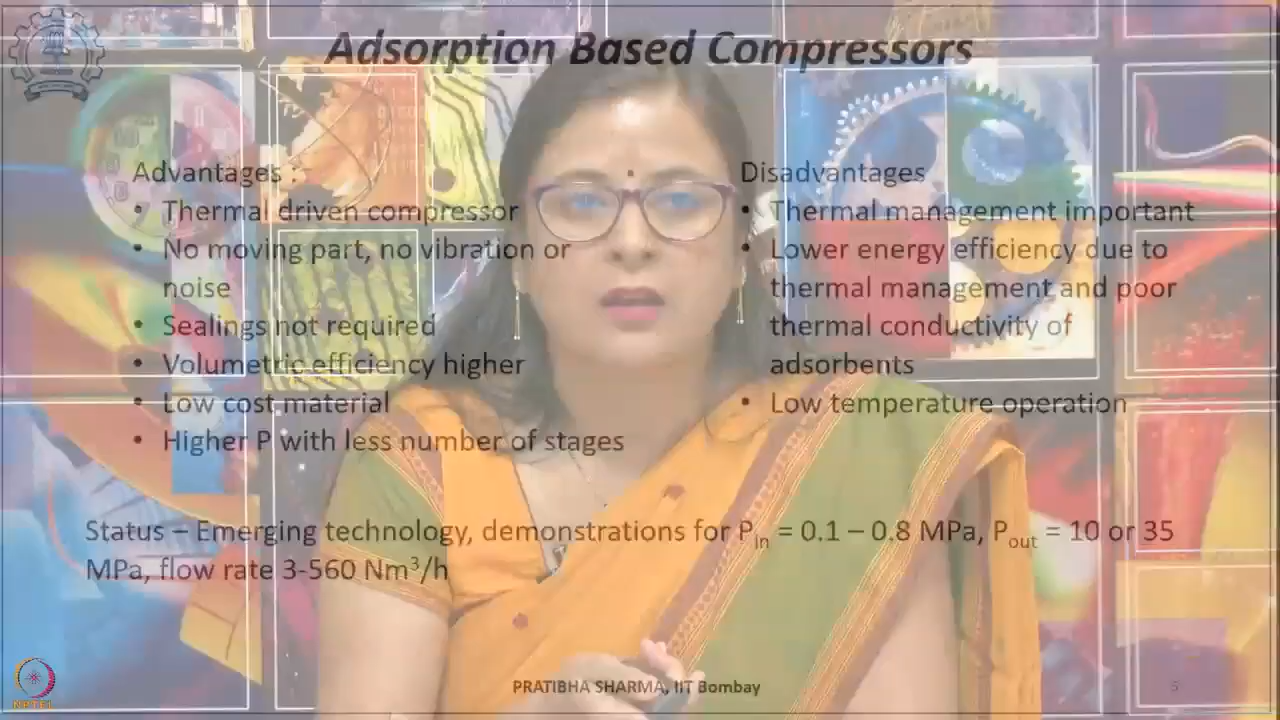 Adsorption Based Compressors
Advantages :
• Thermal driven compressor
• No moving part, no vibration or
noise
• Sealings not required
• Volumetric efficiency higher
• Low cost material
• Higher P with less number of stages
Disadvantages
• Thermal management important
• Lower energy efficiency due to
thermal management and poor
thermal conductivity of
adsorbents
• Low temperature operation
Status – Emerging technology, demonstrations for Pin = 0.1 – 0.8 MPa, Pout = 10 or 35
MPa, flow rate 3-560 Nm³/h
NPTEL
PRATIBHA SHARMA, IIT Bombay
5